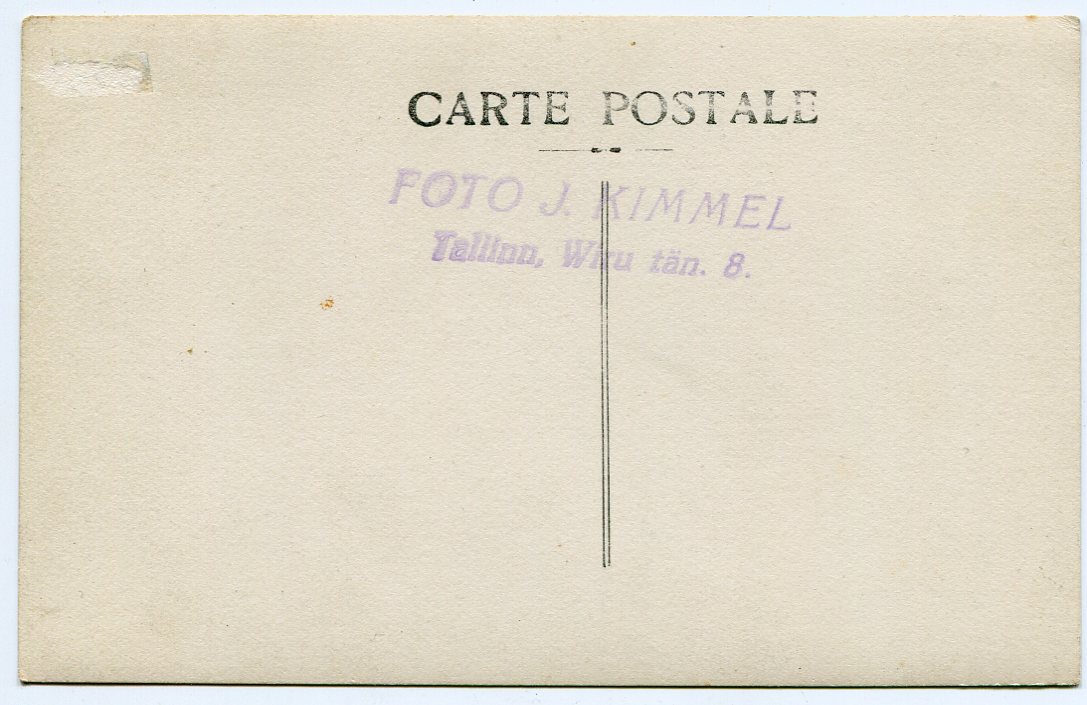 CARTE POSTALE
FOTO J. KIMMEL
Tallinn, Wiru tän. 8.